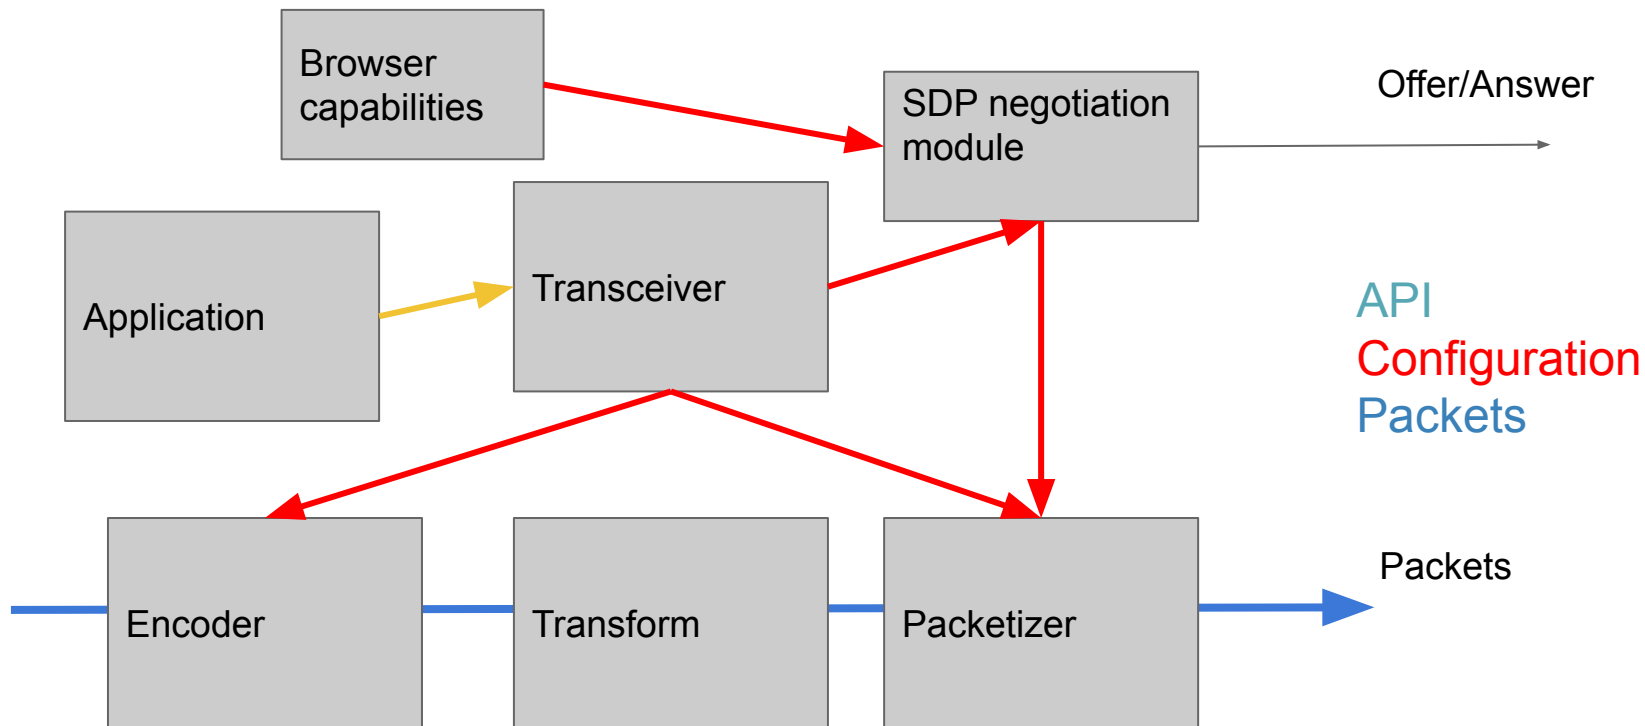 Browser
capabilities
SDP negotiation
module
Offer/Answer
Application
Transceiver
API
Configuration
Packets
Encoder
Transform
Packetizer
Packets